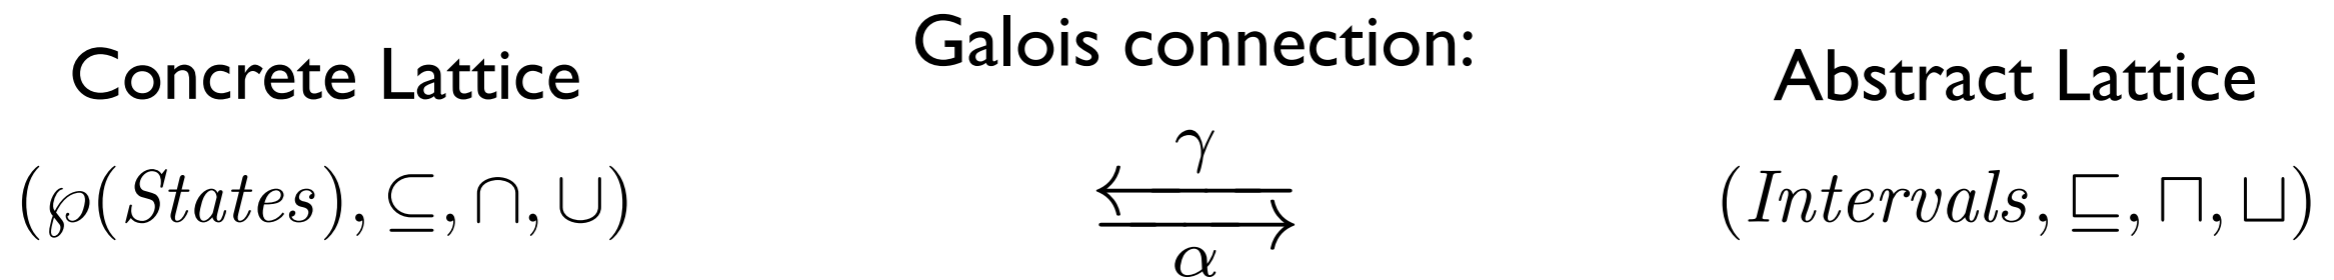 Concrete Lattice
(℘(States), ⊆, ∩, ∪)
Galois connection:
γ
α
Abstract Lattice
(Intervals, ⊑, ⊓, ⊔)